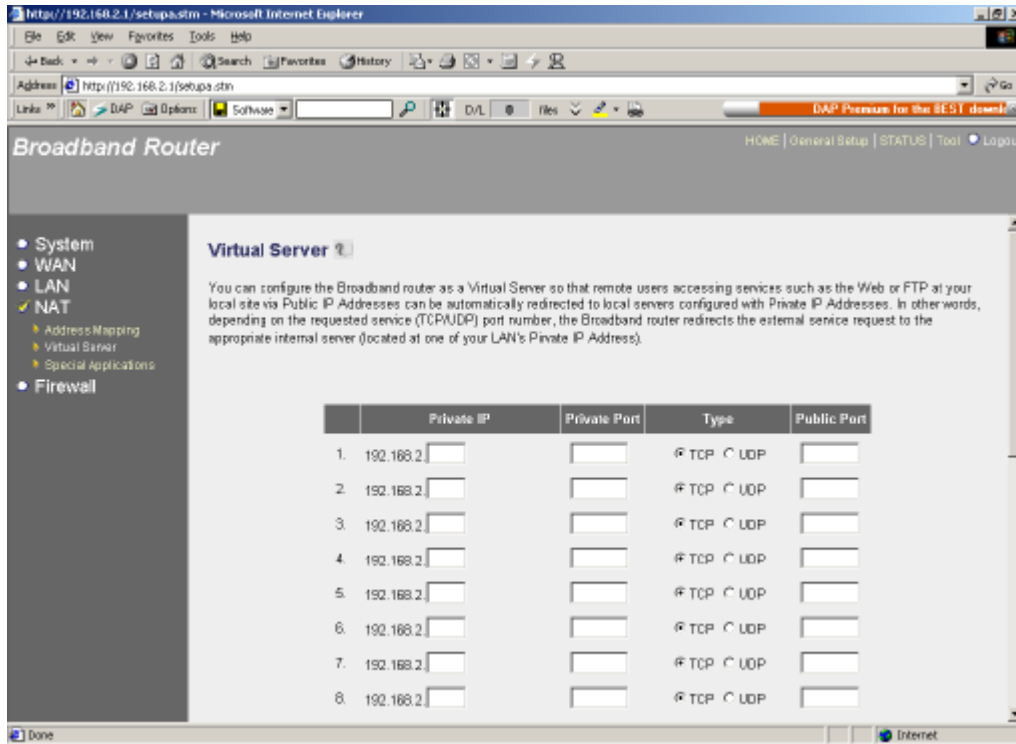 http://192.168.2.1/setupa.stm - Microsoft Internet Explorer
File Edit View Favorites Tools Help
Back Search Favorites History
Address http://192.168.2.1/setupa.stm Go
Links DAP Options Software D/L 0 files DAP Premium for the BEST downlo
Broadband Router
HOME | General Setup | STATUS | Tool Logou
System
WAN
LAN
NAT
Address Mapping
Virtual Server
Special Applications
Firewall
Virtual Server
You can configure the Broadband router as a Virtual Server so that remote users accessing services such as the Web or FTP at your
local site via Public IP Addresses can be automatically redirected to local servers configured with Private IP Addresses. In other words,
depending on the requested service (TCP/UDP) port number, the Broadband router redirects the external service request to the
appropriate internal server (located at one of your LAN's Pivate IP Address).
Private IP Private Port Type Public Port
1. 192.168.2. TCP UDP
2. 192.168.2. TCP UDP
3. 192.168.2. TCP UDP
4. 192.168.2. TCP UDP
5. 192.168.2. TCP UDP
6. 192.168.2. TCP UDP
7. 192.168.2. TCP UDP
8. 192.168.2. TCP UDP
Done Internet